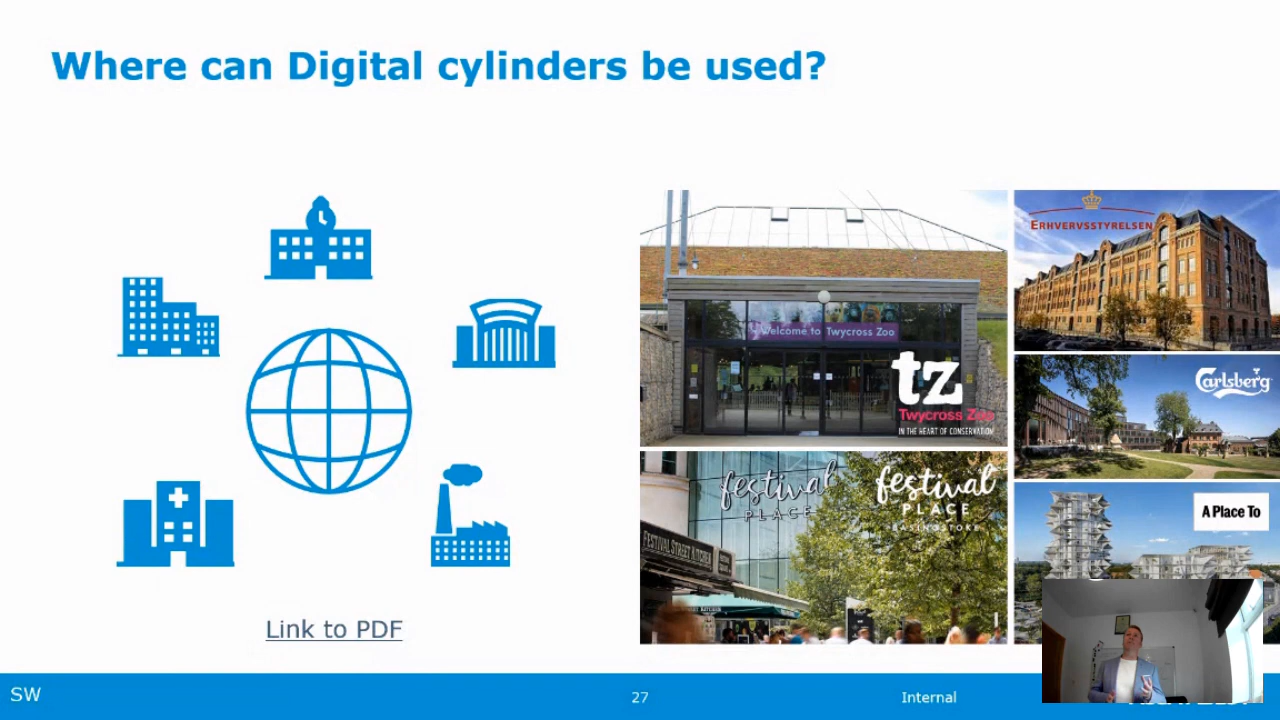 Where can Digital cylinders be used?
ERHVERVSSTYRELSEN
Welcome to Twycross Zoo
tz
Twycross Zoo
IN THE HEART OF CONSERVATION
Carlsberg
festival
PLACE
festival
PLACE
BASINGSTOKE
FESTIVAL STREET KITCHEN
A Place To
Link to PDF
SW
27
Internal